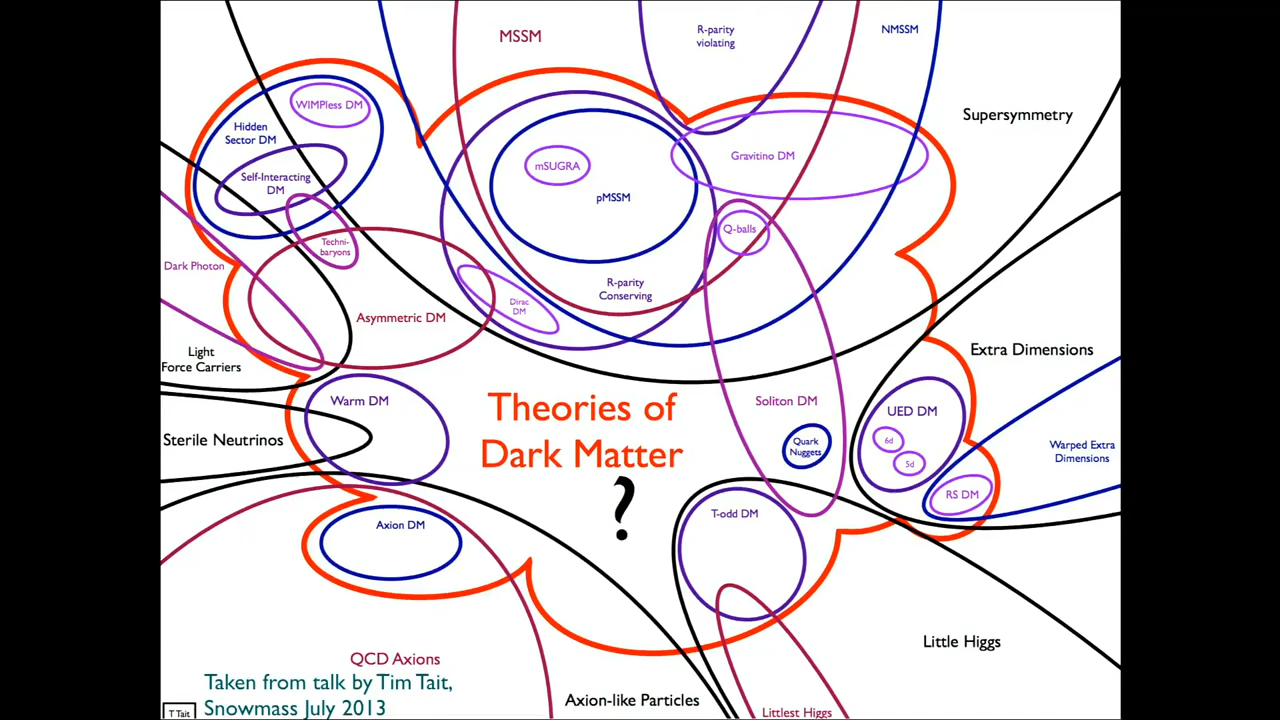 MSSM
R-parity
violating
NMSSM
WIMPless DM
Supersymmetry
Hidden
Sector DM
Gravitino DM
mSUGRA
Self-Interacting
DM
pMSSM
Q-balls
Techni-
baryons
Dark Photon
R-parity
Conserving
Dirac
DM
Asymmetric DM
Extra Dimensions
Light
Force Carriers
Warm DM
Theories of
Dark Matter
?
Soliton DM
UED DM
6d
5d
Sterile Neutrinos
Quark
Nuggets
Warped Extra
Dimensions
RS DM
T-odd DM
Axion DM
Little Higgs
QCD Axions
Taken from talk by Tim Tait,
Snowmass July 2013
Axion-like Particles
Littlest Higgs
T Tait